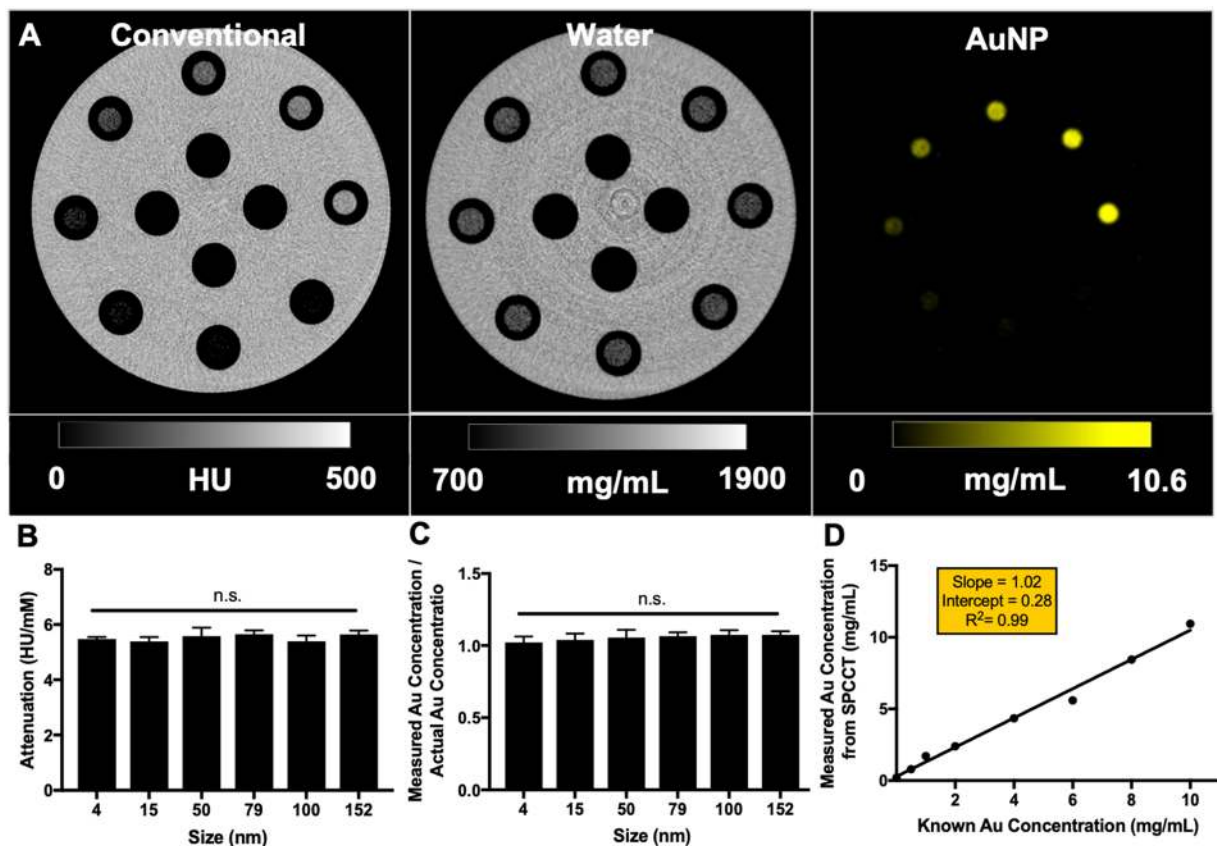 A Conventional Water AuNP
0 HU 500
700 mg/mL 1900
0 mg/mL 10.6
B
Attenuation (HU/mM)
8
6
4
2
0
n.s.
4 15 50 79 100 152
Size (nm)
C
Measured Au Concentration /
Actual Au Concentratio
1.5
1.0
0.5
0.0
n.s.
4 15 50 79 100 152
Size (nm)
D
Measured Au Concentration
from SPCCT (mg/mL)
15
10
5
0
Slope = 1.02
Intercept = 0.28
R²= 0.99
2 4 6 8 10
Known Au Concentration (mg/mL)